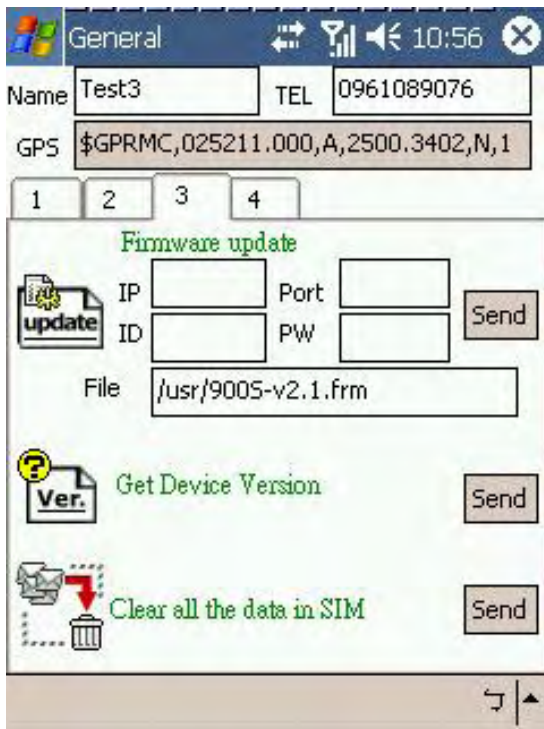 General 10:56
Name Test3 TEL 0961089076
GPS $GPRMC,025211.000,A,2500.3402,N,1
1 2 3 4
Firmware update
update IP Port Send
ID PW
File /usr/900S-v2.1.frm
? Ver. Get Device Version Send
Clear all the data in SIM Send
ㄅ